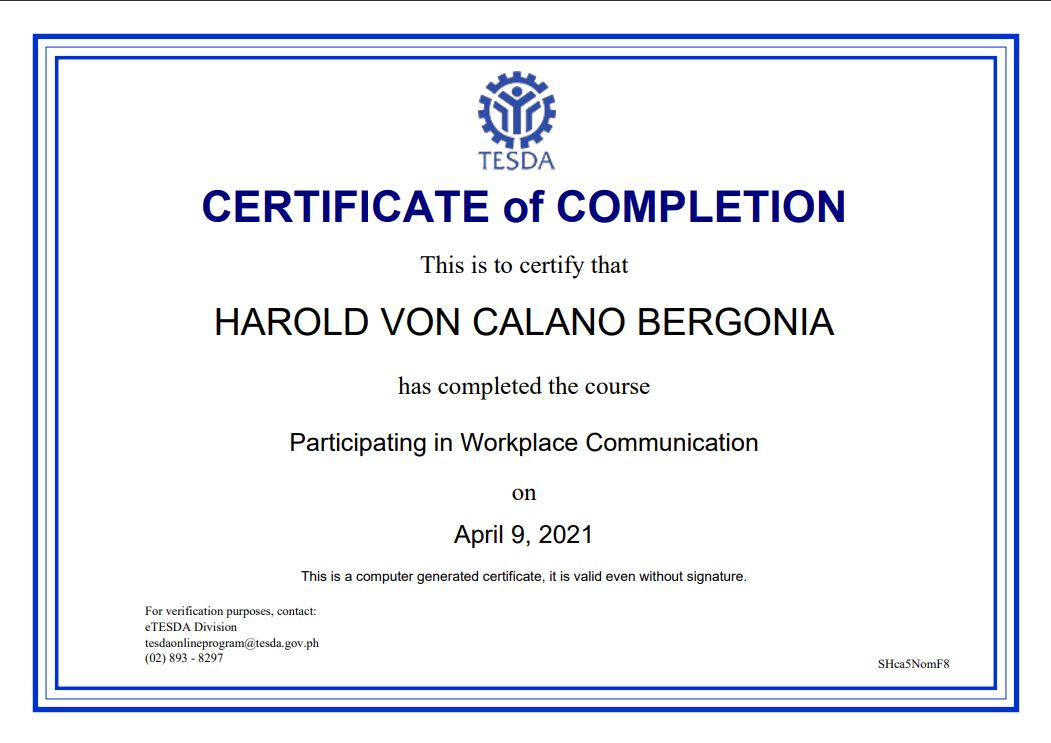 TESDA
CERTIFICATE of COMPLETION
This is to certify that
HAROLD VON CALANO BERGONIA
has completed the course
Participating in Workplace Communication
on
April 9, 2021
This is a computer generated certificate, it is valid even without signature.
For verification purposes, contact:
eTESDA Division
tesdaonlineprogram@tesda.gov.ph
(02) 893 - 8297
SHca5NomF8